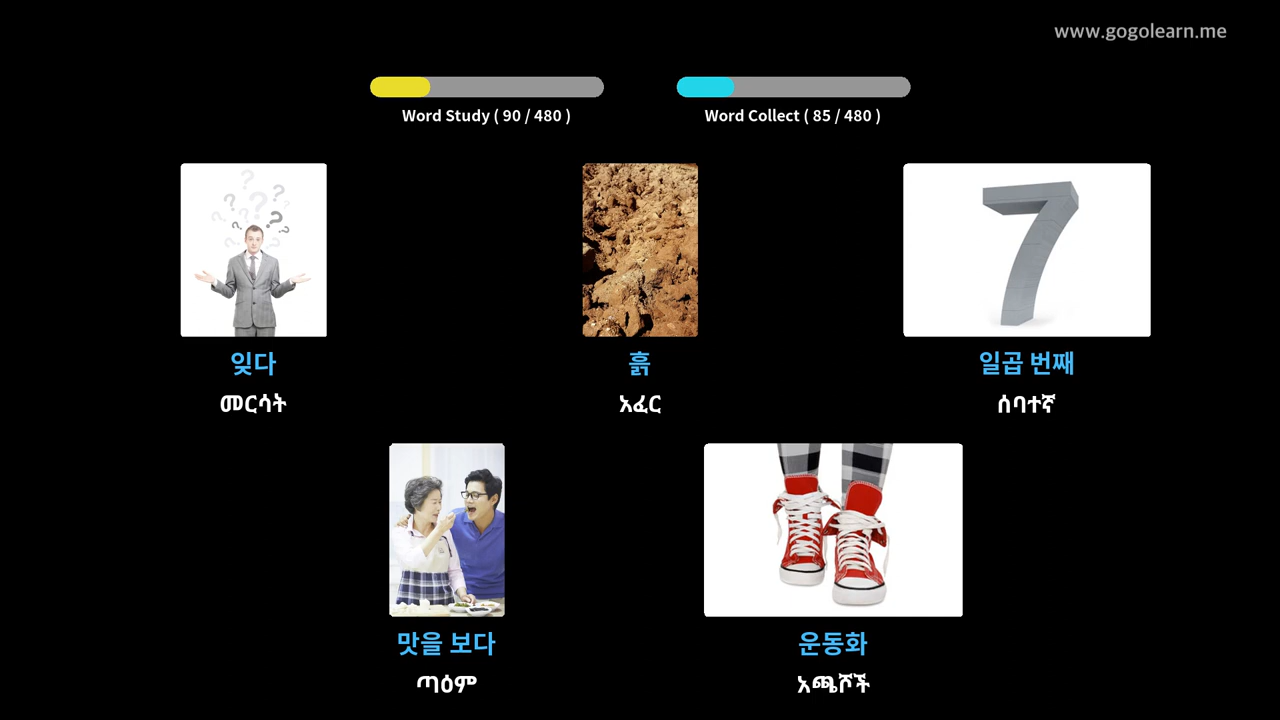 www.gogolearn.me
Word Study ( 90 / 480 )
Word Collect ( 85 / 480 )
잊다
흙
일곱 번째
መርሳት
አፈር
ሰባተኛ
맛을 보다
운동화
ጣዕም
አጫሾች